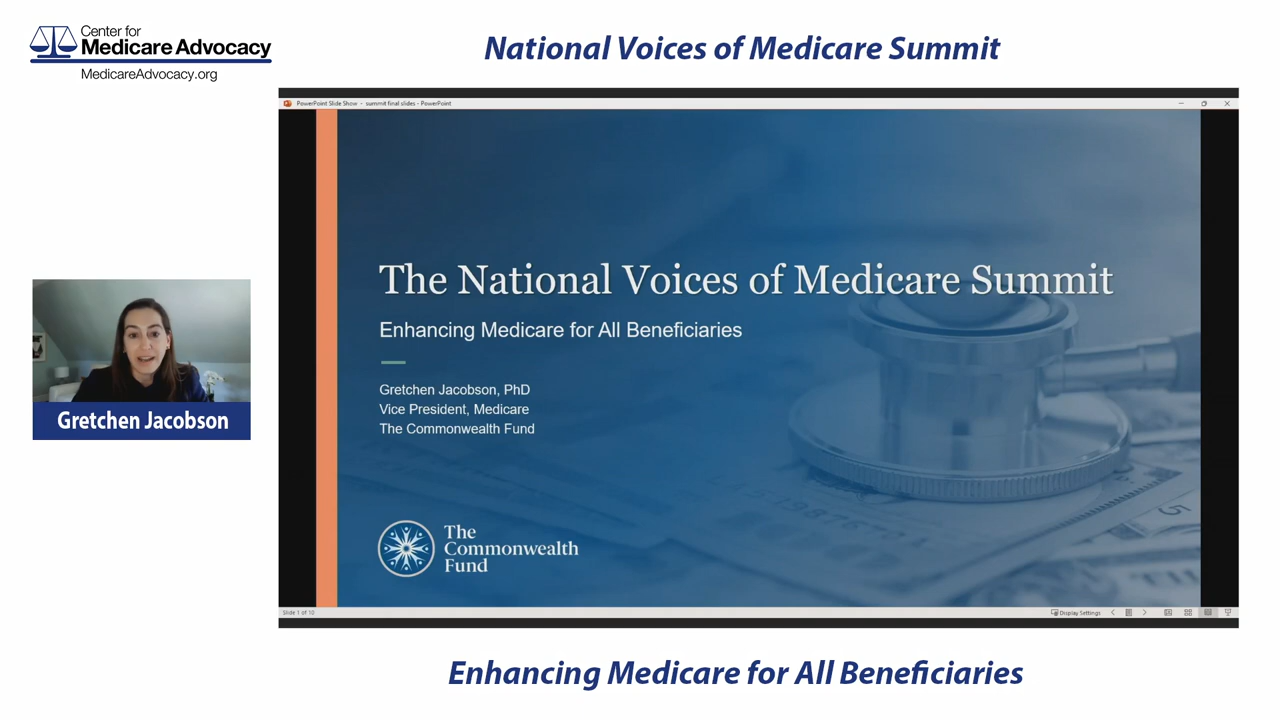 Center for
Medicare Advocacy
MedicareAdvocacy.org
National Voices of Medicare Summit
PowerPoint Slide Show - summit final slides - PowerPoint
The National Voices of Medicare Summit
Enhancing Medicare for All Beneficiaries
Gretchen Jacobson, PhD
Vice President, Medicare
The Commonwealth Fund
Gretchen Jacobson
The
Commonwealth
Fund
Slide 1 of 10
Display Settings
Enhancing Medicare for All Beneficiaries